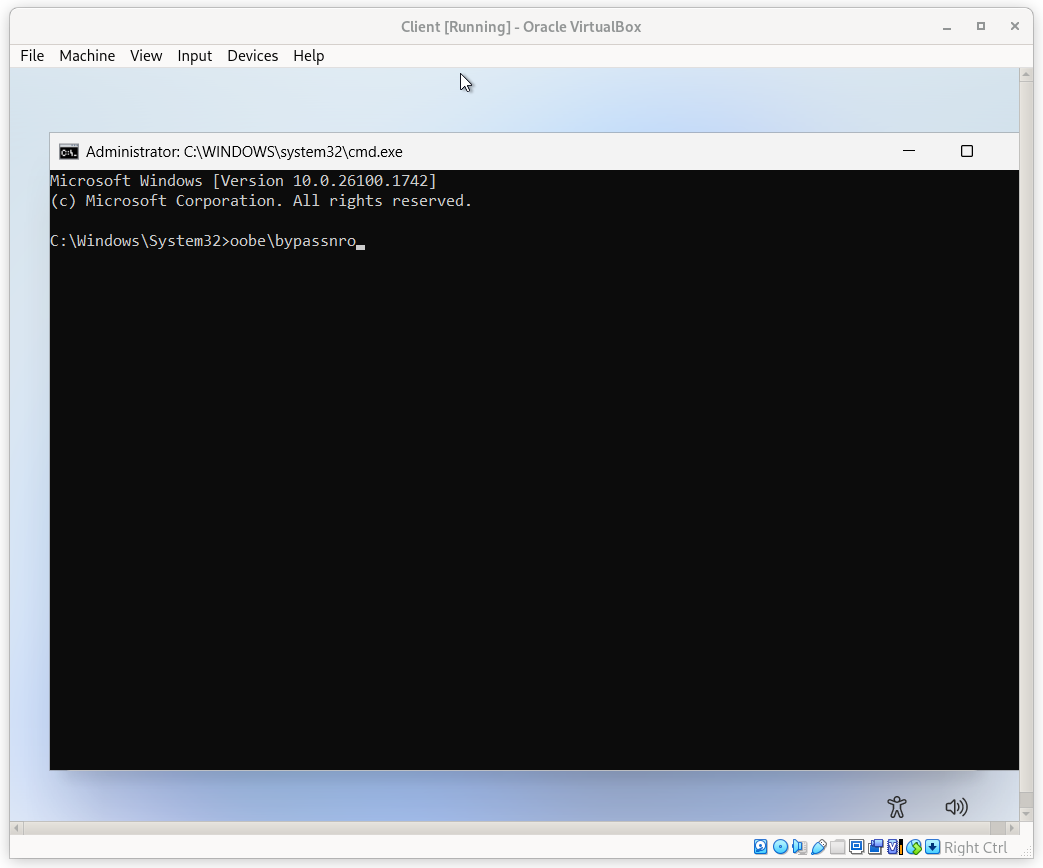 Client [Running] - Oracle VirtualBox
File Machine View Input Devices Help
Administrator: C:\WINDOWS\system32\cmd.exe
Microsoft Windows [Version 10.0.26100.1742]
(c) Microsoft Corporation. All rights reserved.
C:\Windows\System32>oobe\bypassnro
Right Ctrl